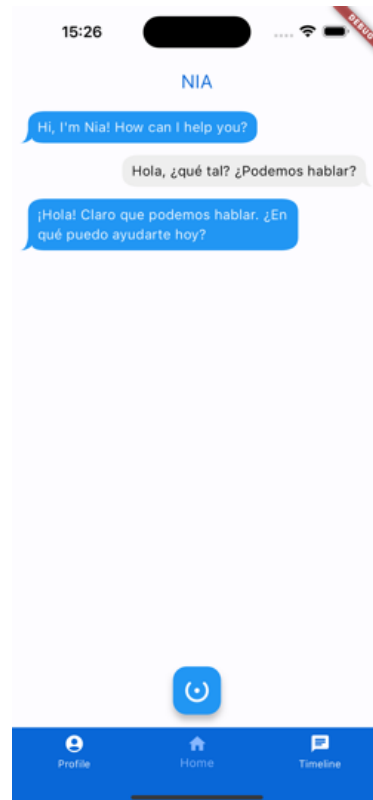 15:26
DEBUG
NIA
Hi, I'm Nia! How can I help you?
Hola, ¿qué tal? ¿Podemos hablar?
¡Hola! Claro que podemos hablar. ¿En
qué puedo ayudarte hoy?
Profile
Home
Timeline